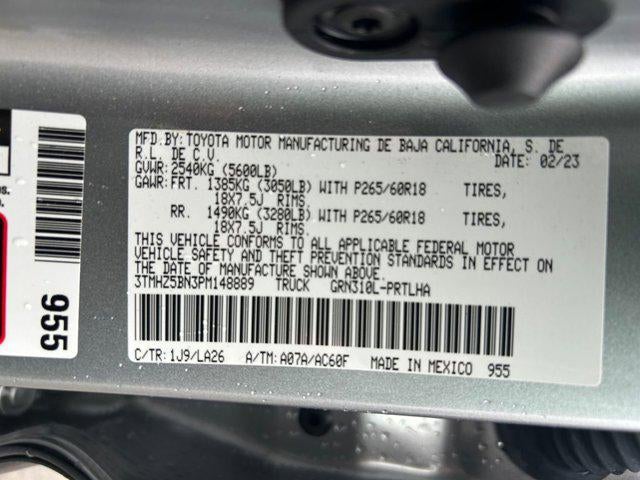 MFD.BY:TOYOTA MOTOR MANUFACTURING DE BAJA CALIFORNIA, S. DE
R.L. DE C.V. DATE: 02/23
GVWR:2540KG (5600LB)
GAWR:FRT. 1385KG (3050LB) WITH P265/60R18 TIRES,
18X7.5J RIMS.
RR. 1490KG (3280LB) WITH P265/60R18 TIRES,
18X7.5J RIMS.
THIS VEHICLE CONFORMS TO ALL APPLICABLE FEDERAL MOTOR
VEHICLE SAFETY AND THEFT PREVENTION STANDARDS IN EFFECT ON
THE DATE OF MANUFACTURE SHOWN ABOVE.
3TMHZ5BN3PM148889 TRUCK GRN310L-PRTLHA
C/TR:1J9/LA26 A/TM:A07A/AC60F MADE IN MEXICO 955
955